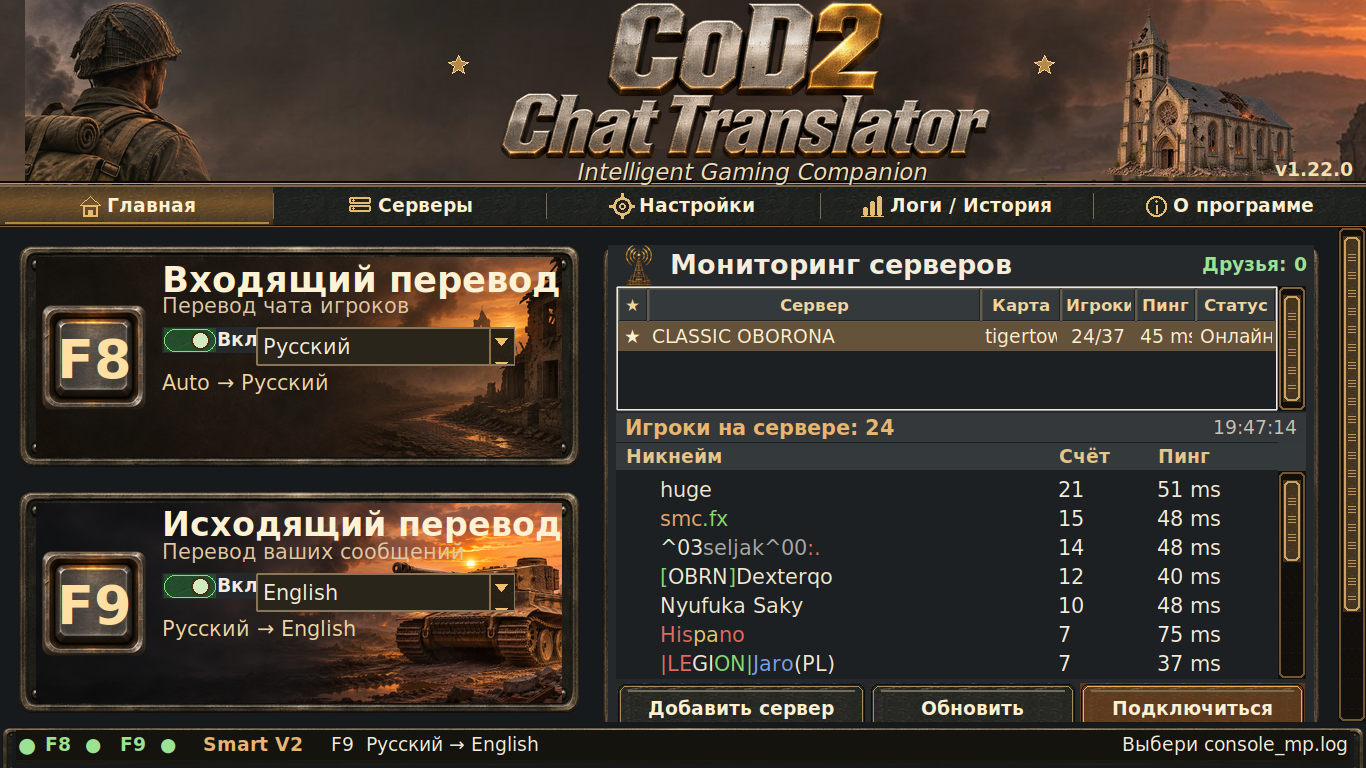 CoD2
Chat Translator
Intelligent Gaming Companion
v1.22.0
Главная
Серверы
Настройки
Логи / История
О программе
F8
Входящий перевод
Перевод чата игроков
Вкл
Русский
Auto → Русский
F9
Исходящий перевод
Перевод ваших сообщений
Вкл
English
Русский → English
Мониторинг серверов
Друзья: 0
★ Сервер Карта Игроки Пинг Статус
★ CLASSIC OBORONA tigertow 24/37 45 ms Онлайн
Игроки на сервере: 24
19:47:14
Никнейм Счёт Пинг
huge 21 51 ms
smc.fx 15 48 ms
^03seljak^00:. 14 48 ms
[OBRN]Dexterqo 12 40 ms
Nyufuka Saky 10 48 ms
Hispano 7 75 ms
|LEGION|Jaro(PL) 7 37 ms
Добавить сервер
Обновить
Подключиться
F8 F9 Smart V2 F9 Русский → English
Выбери console_mp.log